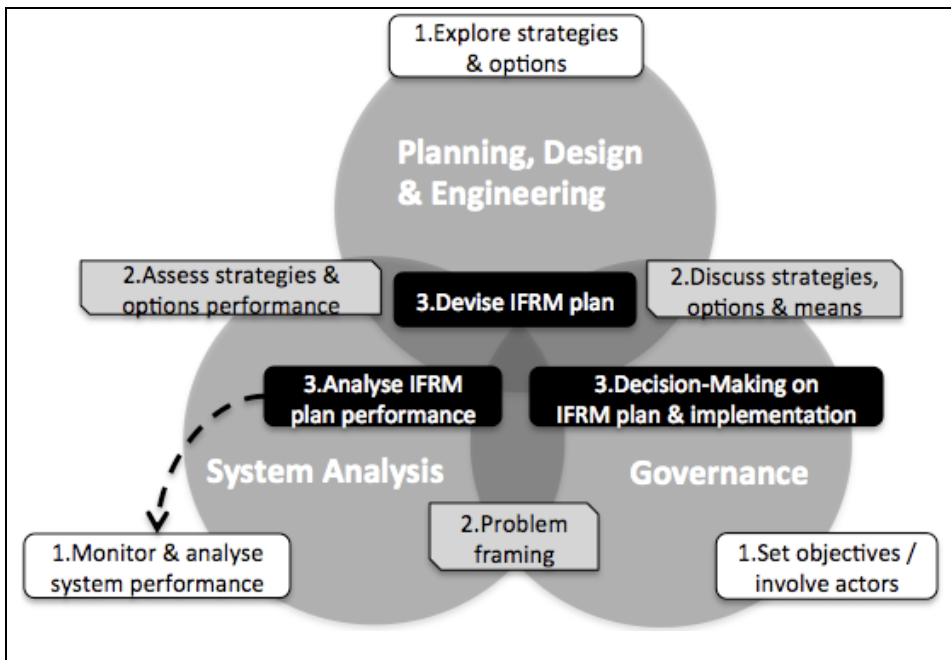 1.Explore strategies
& options
Planning, Design
& Engineering
2.Assess strategies &
options performance
3.Devise IFRM plan
2.Discuss strategies,
options & means
3.Analyse IFRM
plan performance
3.Decision-Making on
IFRM plan & implementation
System Analysis
Governance
2.Problem
framing
1.Monitor & analyse
system performance
1.Set objectives /
involve actors